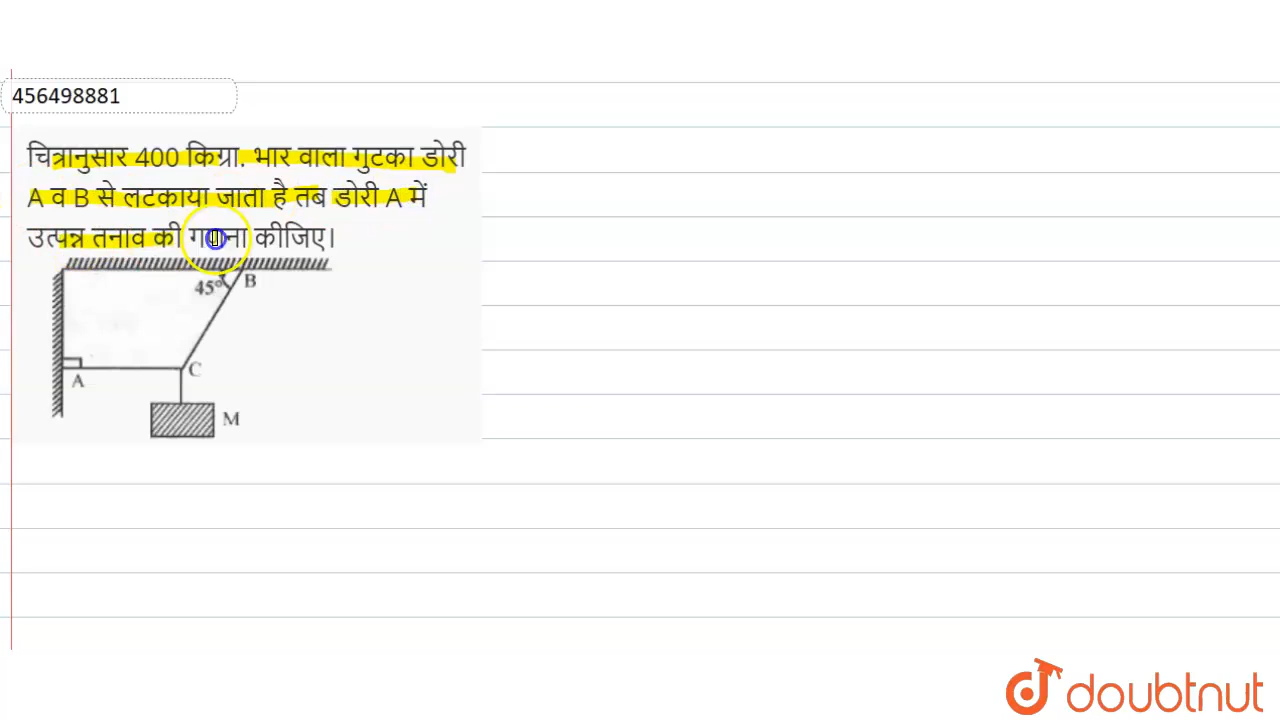 456498881
चित्रानुसार 400 किग्रा. भार वाला गुटका डोरी
A व B से लटकाया जाता है तब डोरी A में
उत्पन्न तनाव की गणना कीजिए।
45°
B
A
C
M
doubtnut